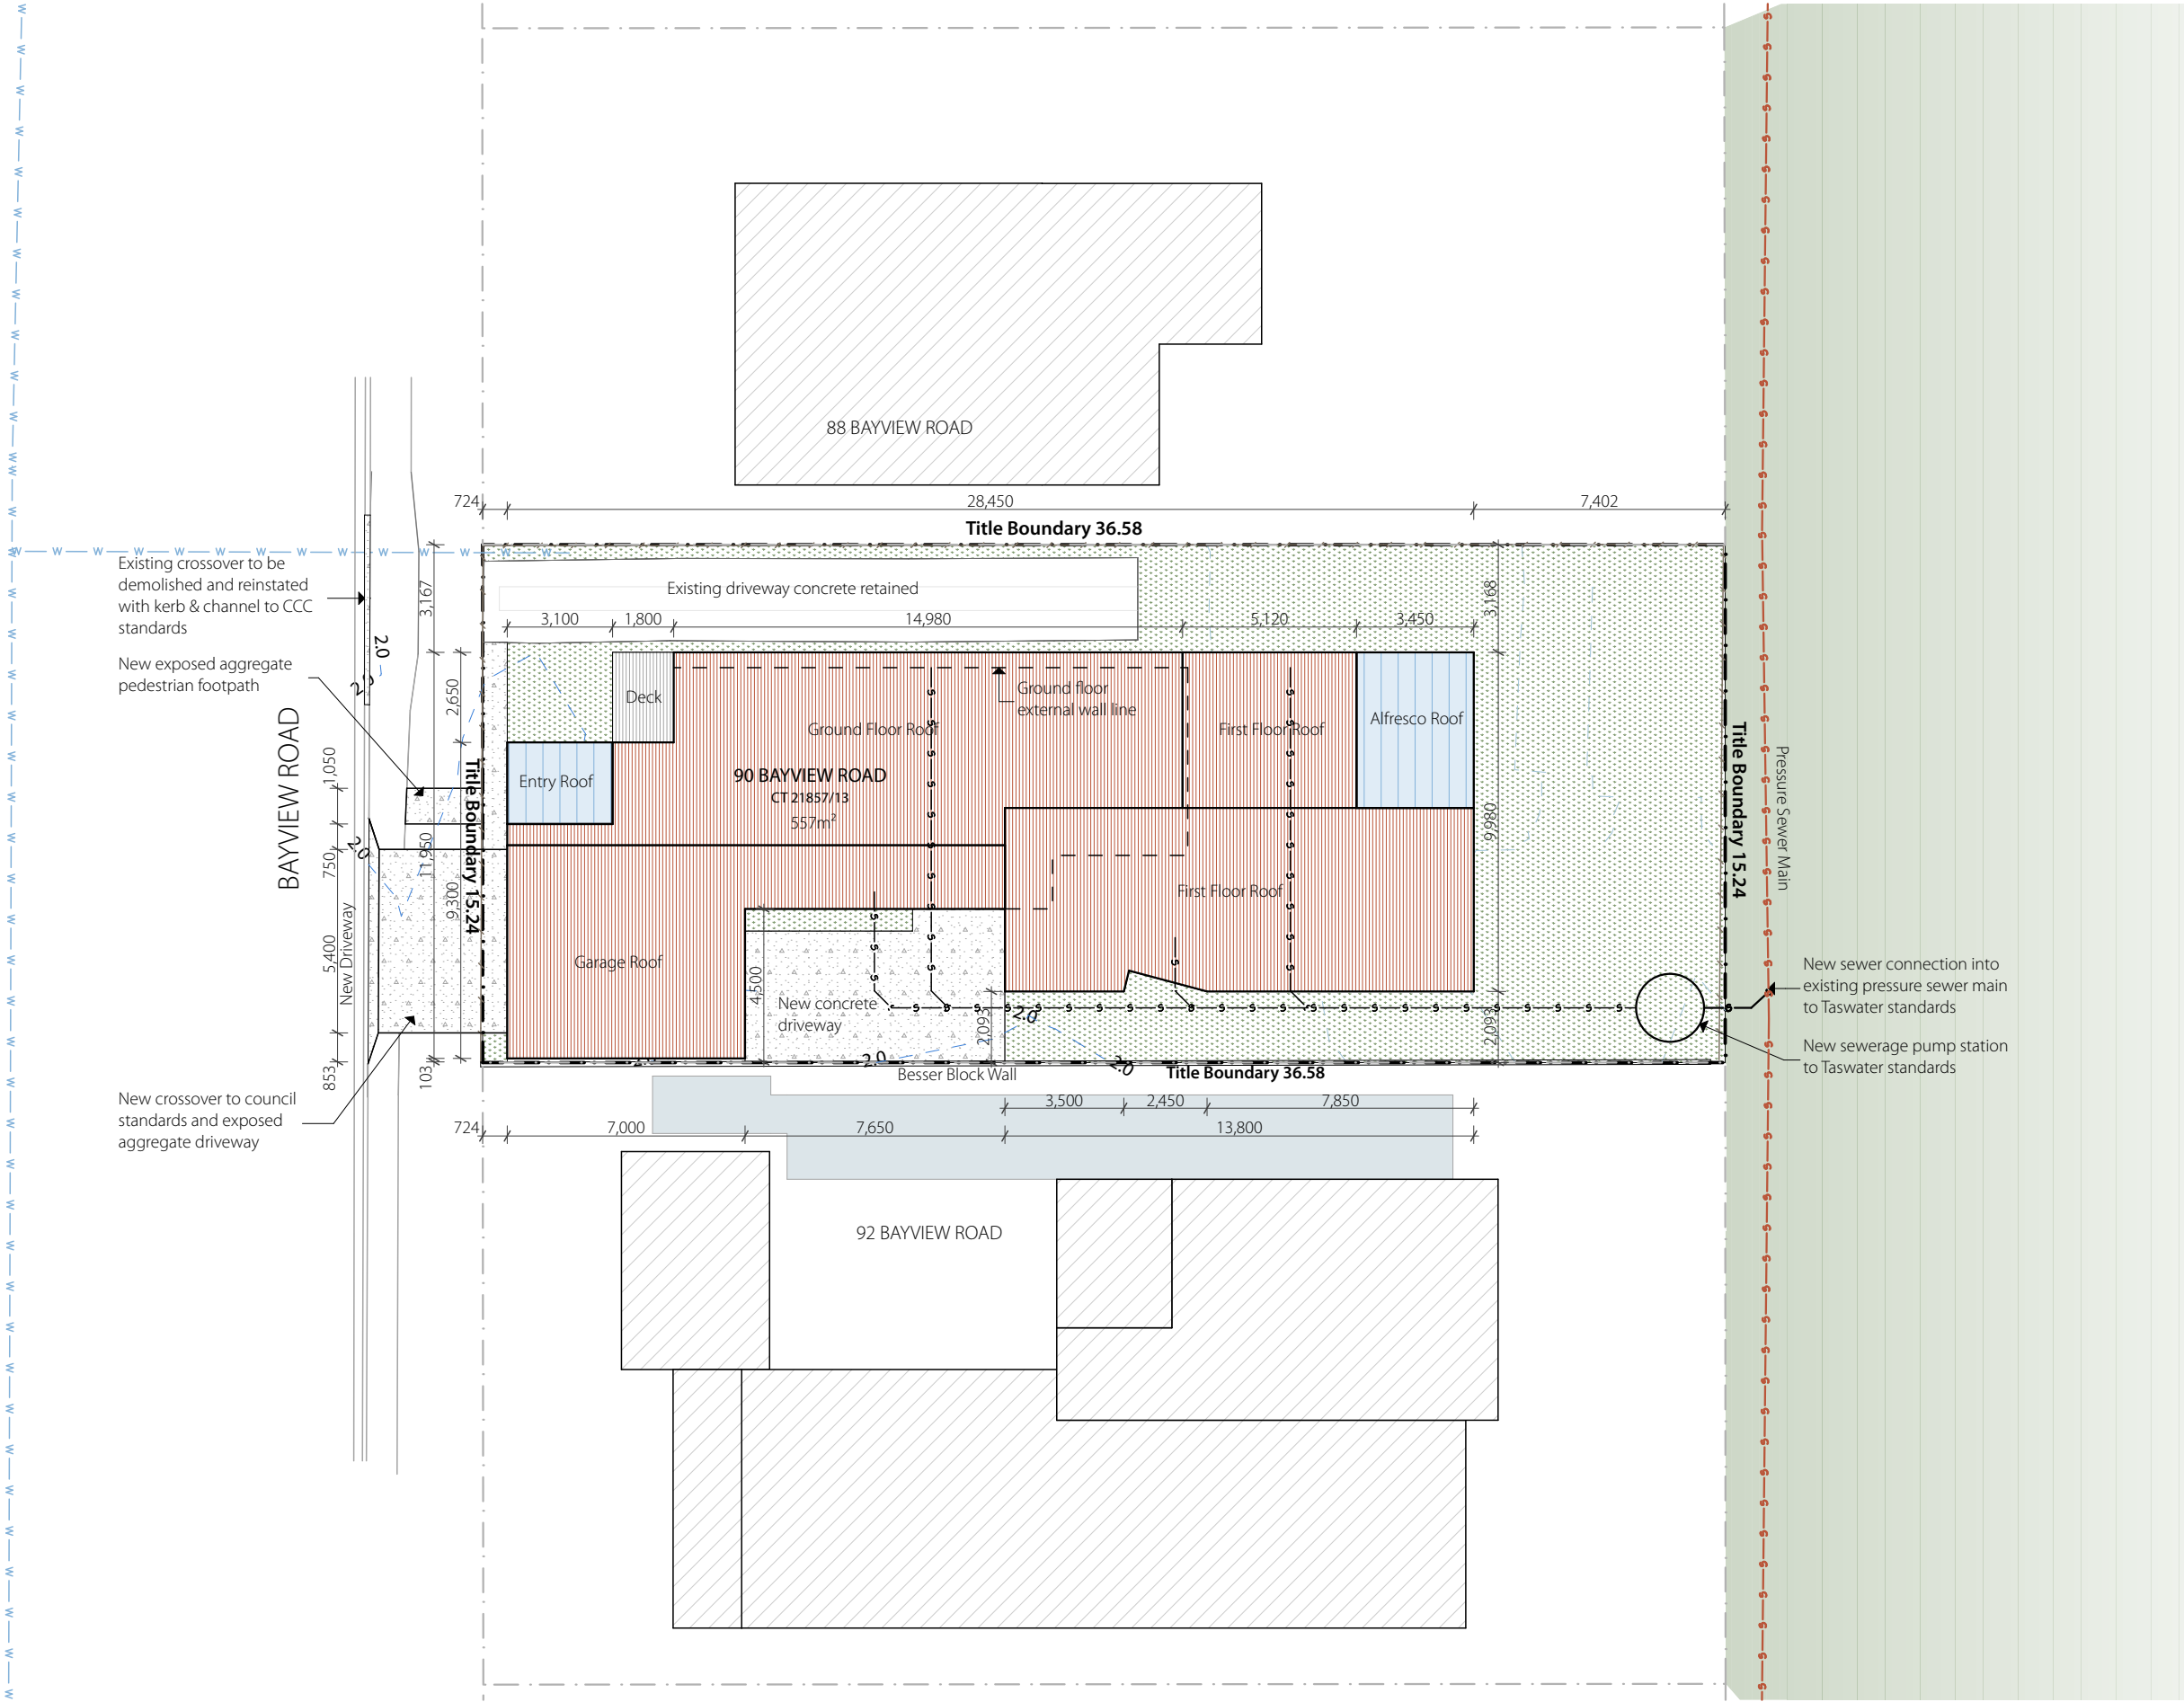 88 BAYVIEW ROAD
724
28,450
7,402
Title Boundary 36.58
Existing crossover to be
demolished and reinstated
with kerb & channel to CCC
standards
New exposed aggregate
pedestrian footpath
BAYVIEW ROAD
New crossover to council
standards and exposed
aggregate driveway
New Driveway
1,050
750
5,400
853
3,167
11,950
103
2,650
9,300
2.0
2.0
2.0
Title Boundary 15.24
Existing driveway concrete retained
3,100
1,800
14,980
5,120
3,450
3,168
9,980
2,093
Deck
Ground floor
external wall line
Ground Floor Roof
First Floor Roof
Alfresco Roof
Entry Roof
90 BAYVIEW ROAD
CT 21857/13
557m²
First Floor Roof
Garage Roof
4,500
New concrete
driveway
2,093
2.0
2.0
2.0
2.0
Title Boundary 15.24
Pressure Sewer Main
New sewer connection into
existing pressure sewer main
to Taswater standards
New sewerage pump station
to Taswater standards
Besser Block Wall
Title Boundary 36.58
3,500
2,450
7,850
724
7,000
7,650
13,800
92 BAYVIEW ROAD